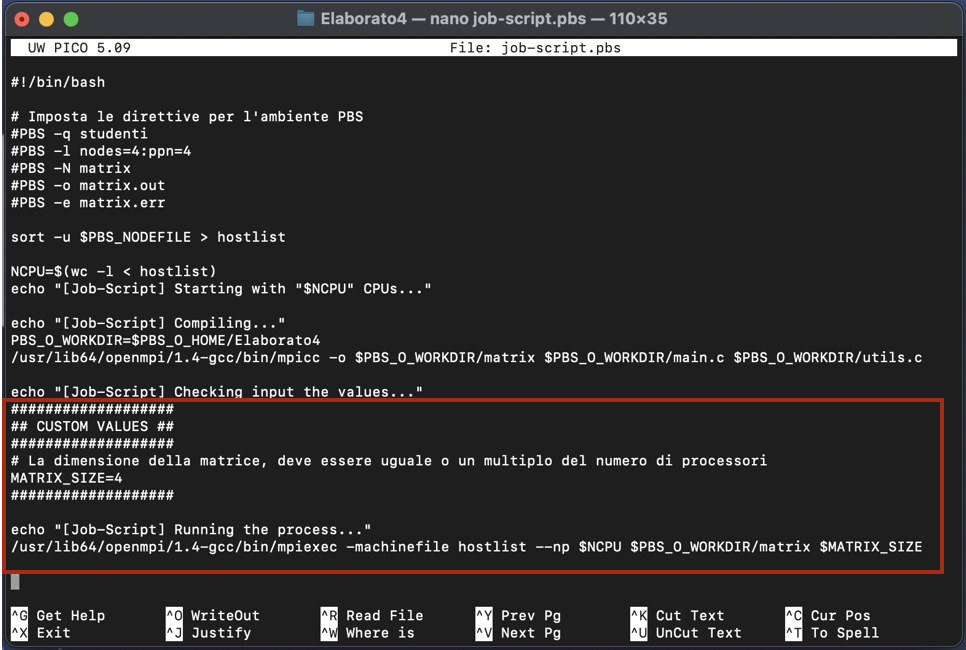 Elaborato4 — nano job-script.pbs — 110×35
UW PICO 5.09 File: job-script.pbs
#!/bin/bash
# Imposta le direttive per l'ambiente PBS
#PBS -q studenti
#PBS -l nodes=4:ppn=4
#PBS -N matrix
#PBS -o matrix.out
#PBS -e matrix.err
sort -u $PBS_NODEFILE > hostlist
NCPU=$(wc -l < hostlist)
echo "[Job-Script] Starting with "$NCPU" CPUs..."
echo "[Job-Script] Compiling..."
PBS_O_WORKDIR=$PBS_O_HOME/Elaborato4
/usr/lib64/openmpi/1.4-gcc/bin/mpicc -o $PBS_O_WORKDIR/matrix $PBS_O_WORKDIR/main.c $PBS_O_WORKDIR/utils.c
echo "[Job-Script] Checking input the values..."
###################
## CUSTOM VALUES ##
###################
# La dimensione della matrice, deve essere uguale o un multiplo del numero di processori
MATRIX_SIZE=4
###################
echo "[Job-Script] Running the process..."
/usr/lib64/openmpi/1.4-gcc/bin/mpiexec -machinefile hostlist --np $NCPU $PBS_O_WORKDIR/matrix $MATRIX_SIZE
^G Get Help ^O WriteOut ^R Read File ^Y Prev Pg ^K Cut Text ^C Cur Pos
^X Exit ^J Justify ^W Where is ^V Next Pg ^U UnCut Text ^T To Spell